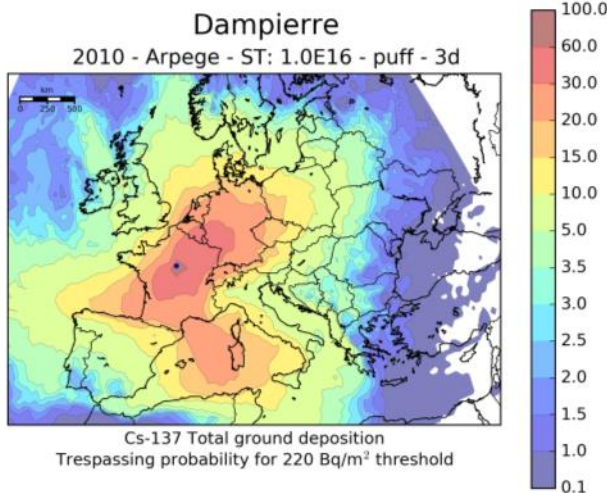 Dampierre
2010 - Arpege - ST: 1.0E16 - puff - 3d
km
0 250 500
100.0
60.0
30.0
20.0
15.0
10.0
5.0
3.5
3.0
2.5
2.0
1.5
1.0
0.1
Cs-137 Total ground deposition
Trespassing probability for 220 Bq/m² threshold